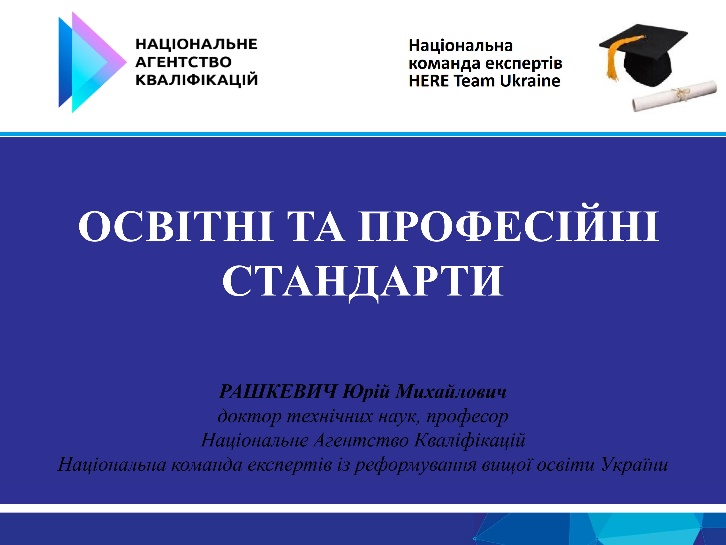 НАЦІОНАЛЬНЕ
АГЕНТСТВО
КВАЛІФІКАЦІЙ
Національна
команда експертів
HERE Team Ukraine
ОСВІТНІ ТА ПРОФЕСІЙНІ
СТАНДАРТИ
РАШКЕВИЧ Юрій Михайлович
доктор технічних наук, професор
Національне Агентство Кваліфікацій
Національна команда експертів із реформування вищої освіти України